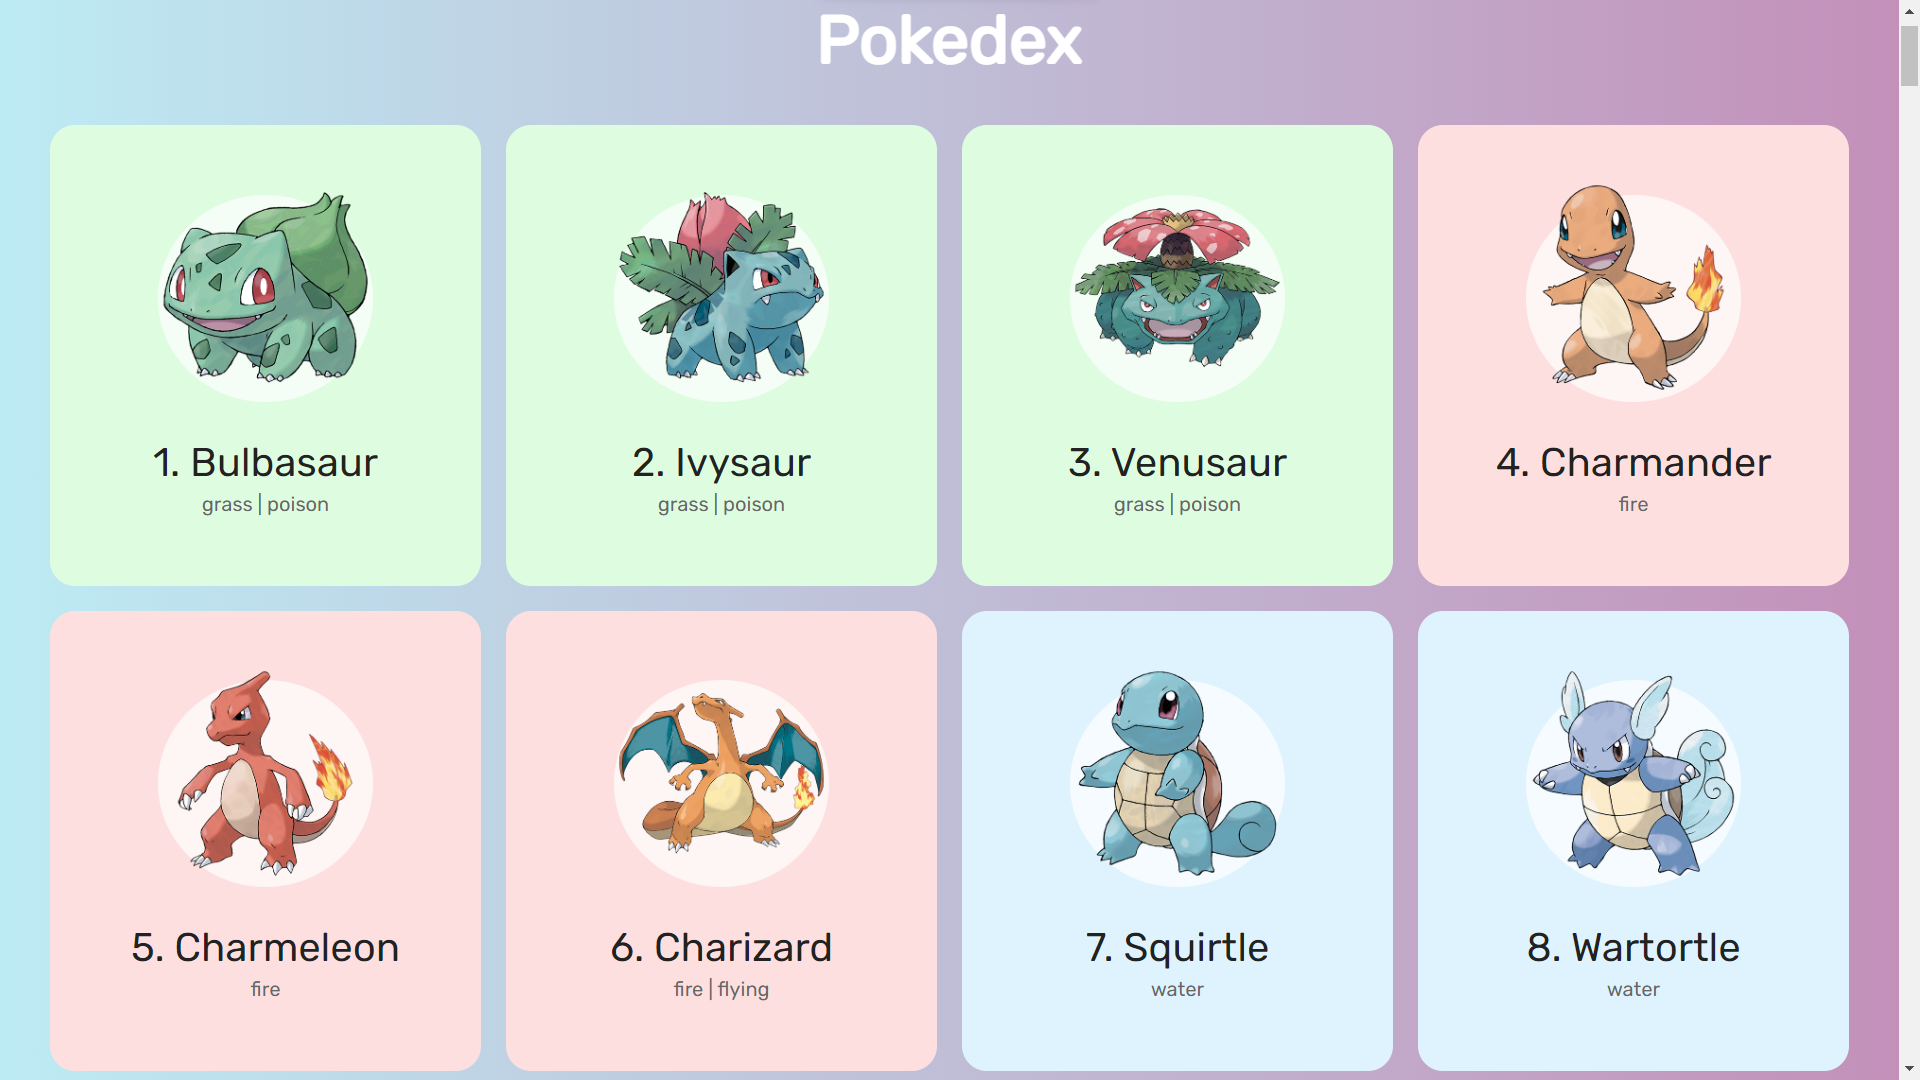 Pokedex
1. Bulbasaur
grass | poison
2. Ivysaur
grass | poison
3. Venusaur
grass | poison
4. Charmander
fire
5. Charmeleon
fire
6. Charizard
fire | flying
7. Squirtle
water
8. Wartortle
water